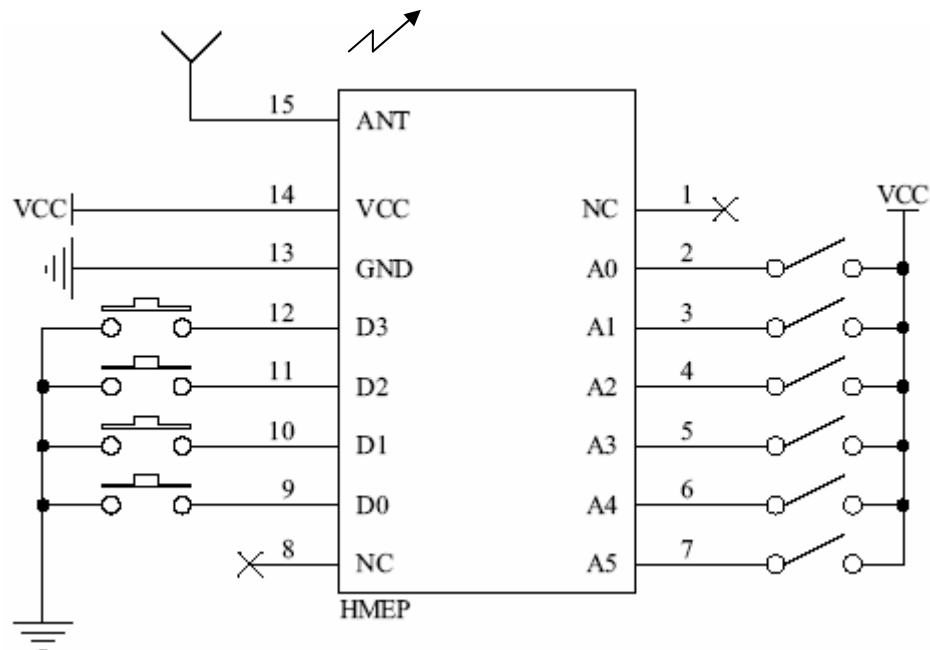 15 ANT
VCC 14 VCC
13 GND
12 D3
11 D2
10 D1
9 D0
8 NC
NC 1
VCC
A0 2
A1 3
A2 4
A3 5
A4 6
A5 7
HMEP